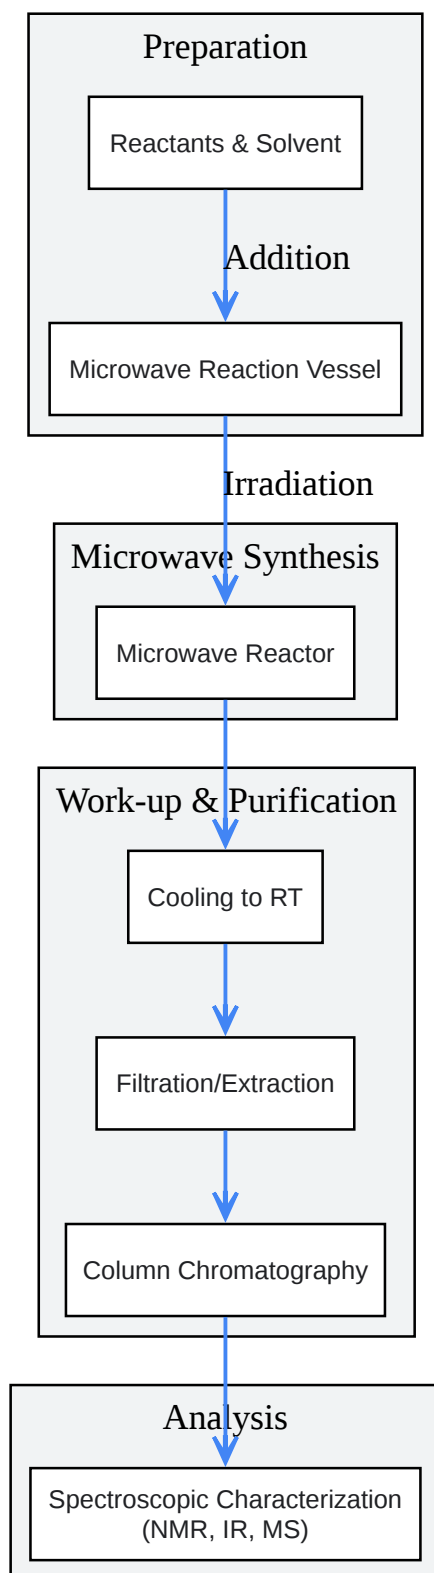 Preparation
Reactants & Solvent
Addition
Microwave Reaction Vessel
Irradiation
Microwave Synthesis
Microwave Reactor
Work-up & Purification
Cooling to RT
Filtration/Extraction
Column Chromatography
Analysis
Spectroscopic Characterization
(NMR, IR, MS)